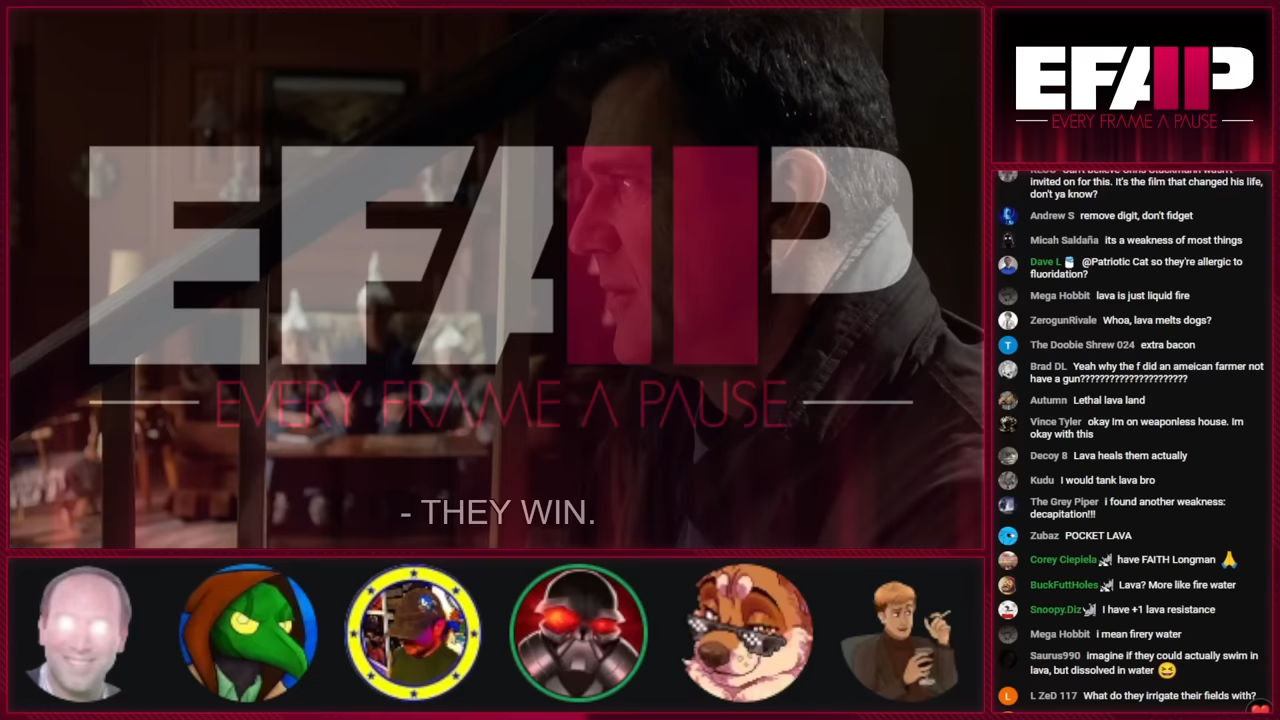 EFAP
EVERY FRAME A PAUSE
- THEY WIN.
EFAP
EVERY FRAME A PAUSE
invited on for this. It's the film that changed his life,
don't ya know?
Andrew S remove digit, don't fidget
Micah Saldaña its a weakness of most things
Dave L @Patriotic Cat so they're allergic to
fluoridation?
Mega Hobbit lava is just liquid fire
ZerogunRivale Whoa, lava melts dogs?
The Doobie Shrew 024 extra bacon
Brad DL Yeah why the f did an ameican farmer not
have a gun??????????????????????
Autumn Lethal lava land
Vince Tyler okay Im on weaponless house. Im
okay with this
Decoy 8 Lava heals them actually
Kudu I would tank lava bro
The Grey Piper i found another weakness:
decapitation!!!
Zubaz POCKET LAVA
Corey Ciepiela have FAITH Longman 🙏
BuckFuttHoles Lava? More like fire water
Snoopy.Diz I have +1 lava resistance
Mega Hobbit i mean firery water
Saurus990 imagine if they could actually swim in
lava, but dissolved in water 😆
L
L ZeD 117 What do they irrigate their fields with?